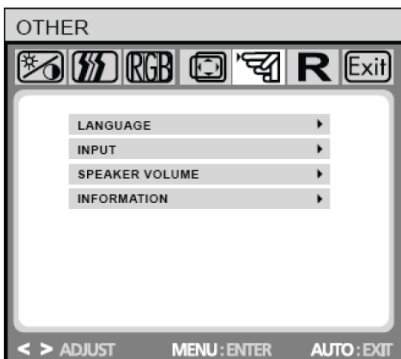 OTHER
RGB R Exit
LANGUAGE
INPUT
SPEAKER VOLUME
INFORMATION
< > ADJUST MENU : ENTER AUTO : EXIT